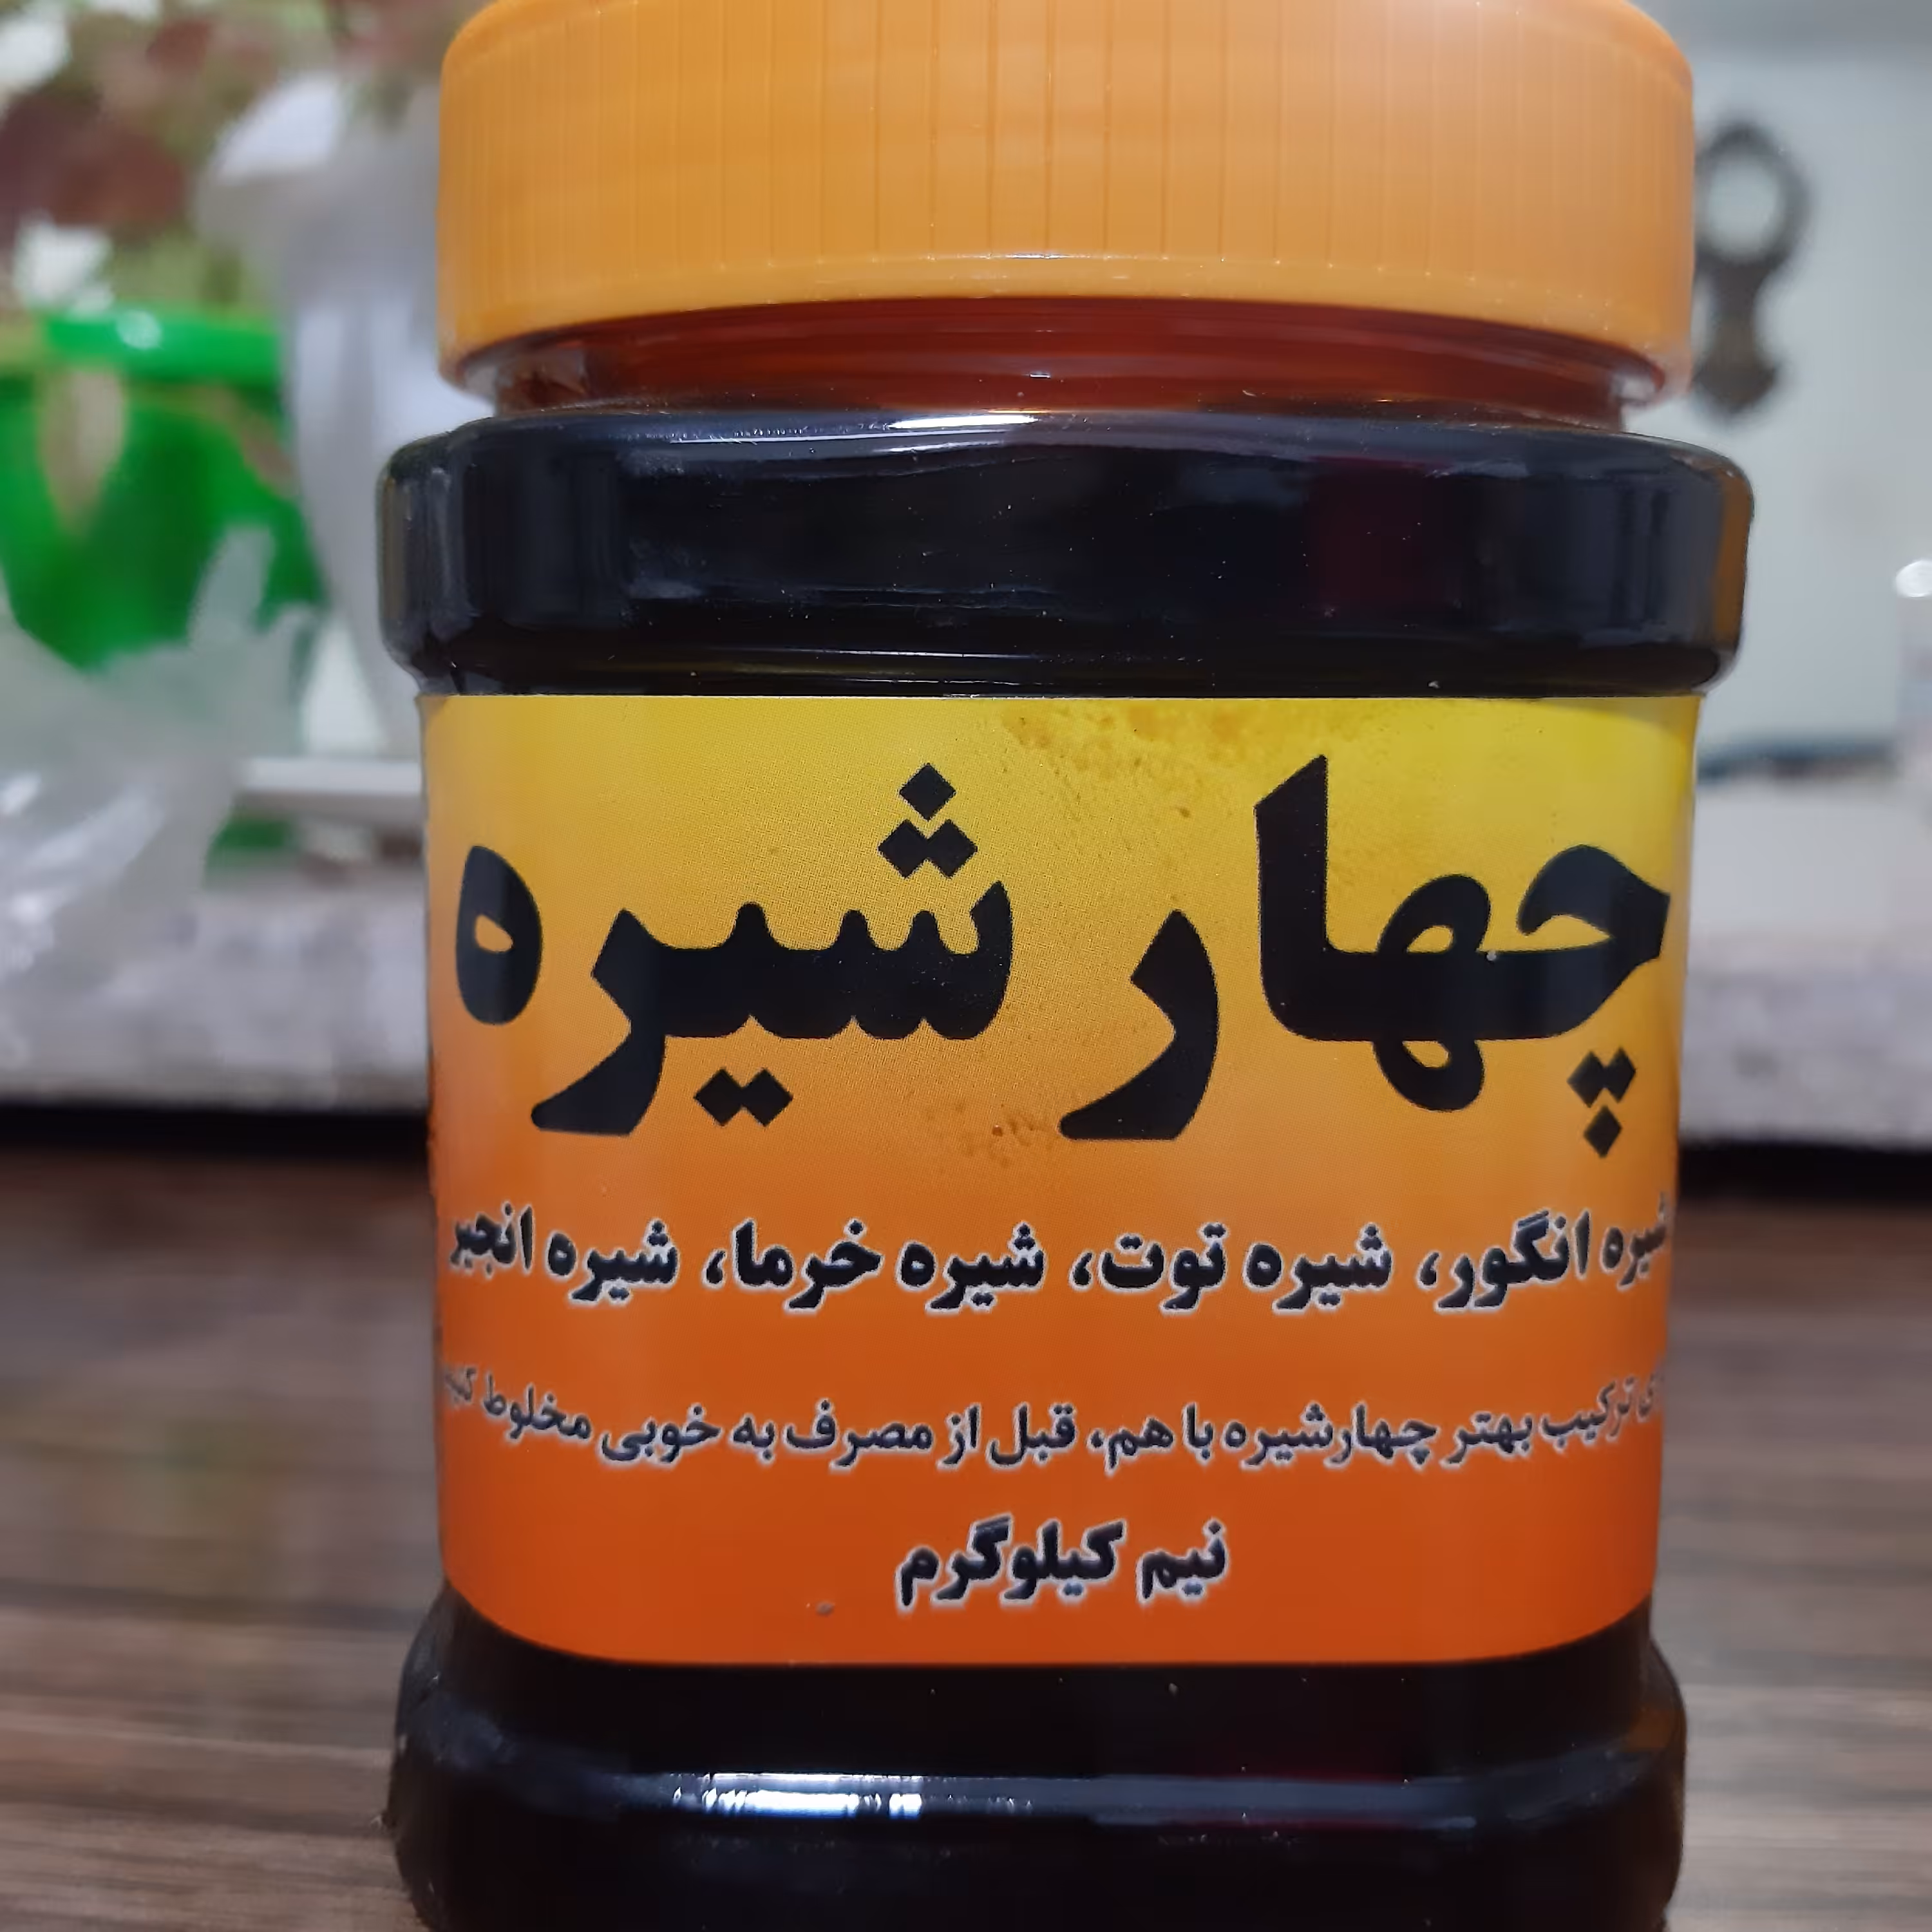 چهار شیره
شیره انگور، شیره توت، شیره خرما، شیره انجیر
ترکیب بهتر چهارشیره با هم، قبل از مصرف به خوبی مخلوط
نیم کیلوگرم